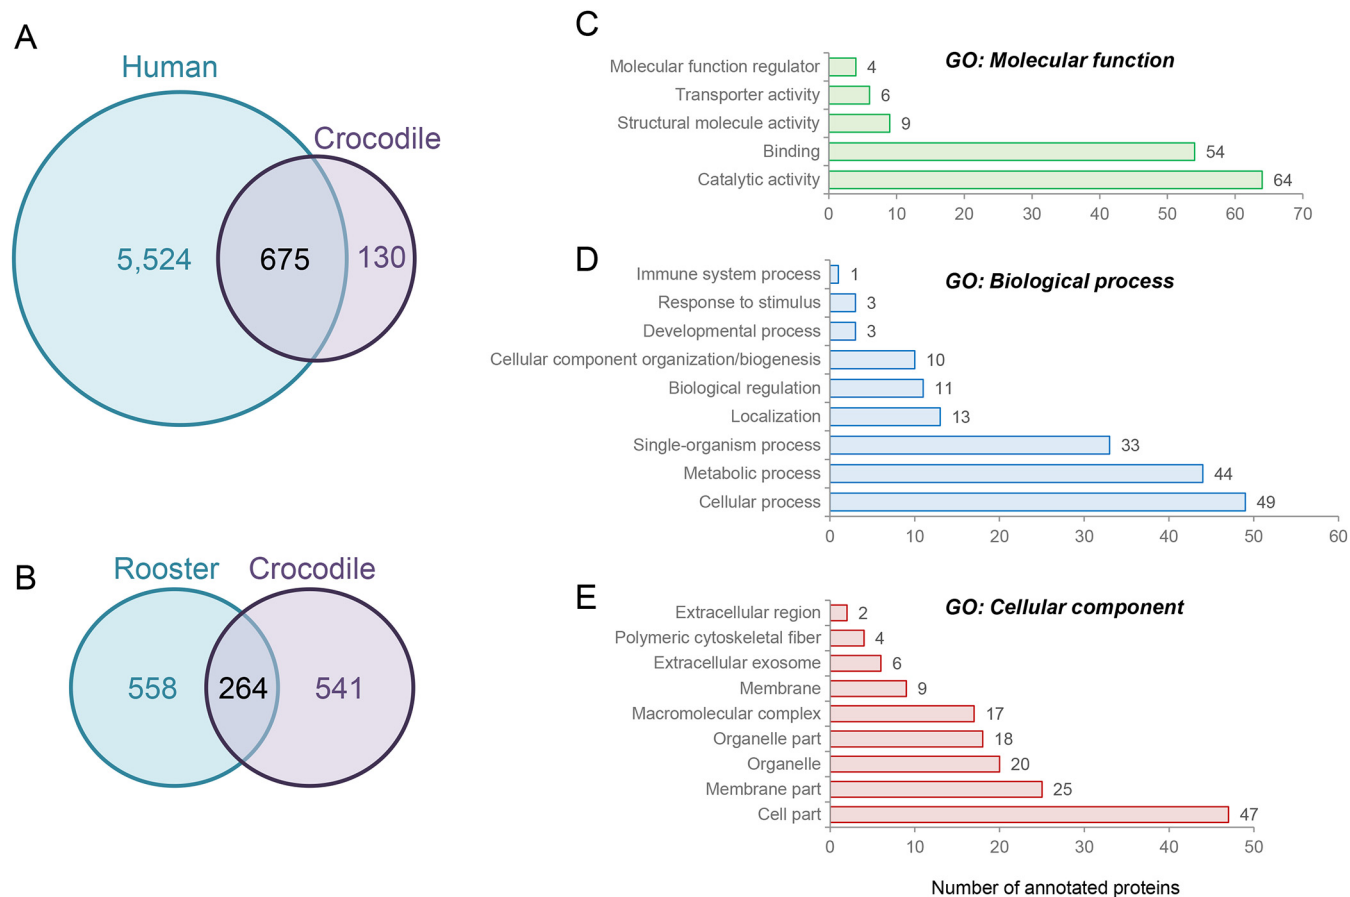 A
Human
Crocodile
5,524
675
130
B
Rooster
Crocodile
558
264
541
C
GO: Molecular function
Molecular function regulator 4
Transporter activity 6
Structural molecule activity 9
Binding 54
Catalytic activity 64
0 10 20 30 40 50 60 70
D
GO: Biological process
Immune system process 1
Response to stimulus 3
Developmental process 3
Cellular component organization/biogenesis 10
Biological regulation 11
Localization 13
Single-organism process 33
Metabolic process 44
Cellular process 49
0 10 20 30 40 50 60
E
GO: Cellular component
Extracellular region 2
Polymeric cytoskeletal fiber 4
Extracellular exosome 6
Membrane 9
Macromolecular complex 17
Organelle part 18
Organelle 20
Membrane part 25
Cell part 47
0 10 20 30 40 50
Number of annotated proteins